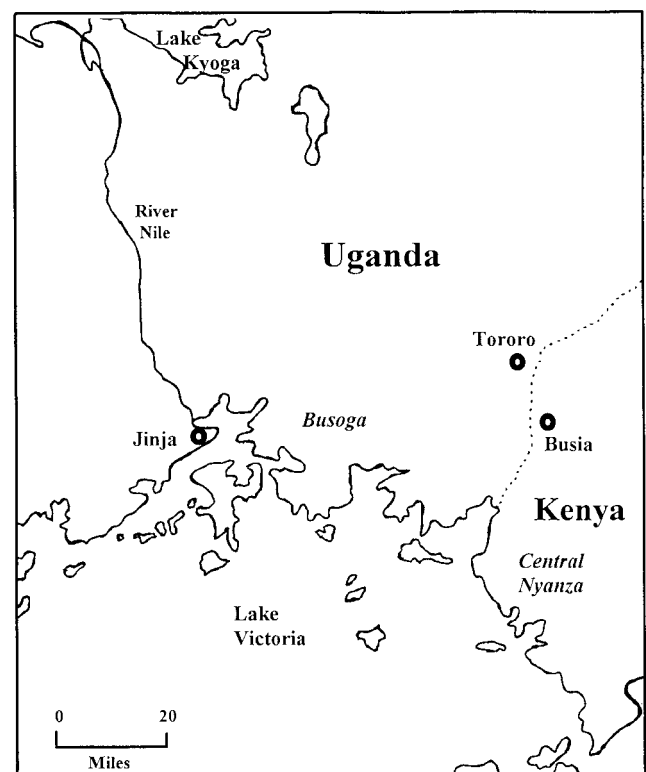 Lake
Kyoga
River
Nile
Uganda
Tororo
Busoga
Jinja
Busia
Kenya
Central
Nyanza
Lake
Victoria
0 20
Miles